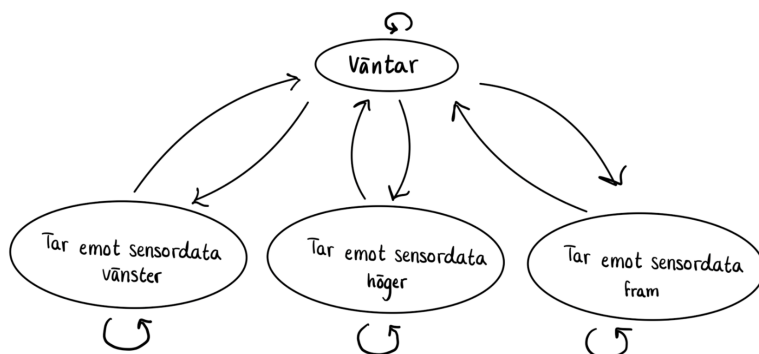 Väntar
Tar emot sensordata
vänster
Tar emot sensordata
höger
Tar emot sensordata
fram